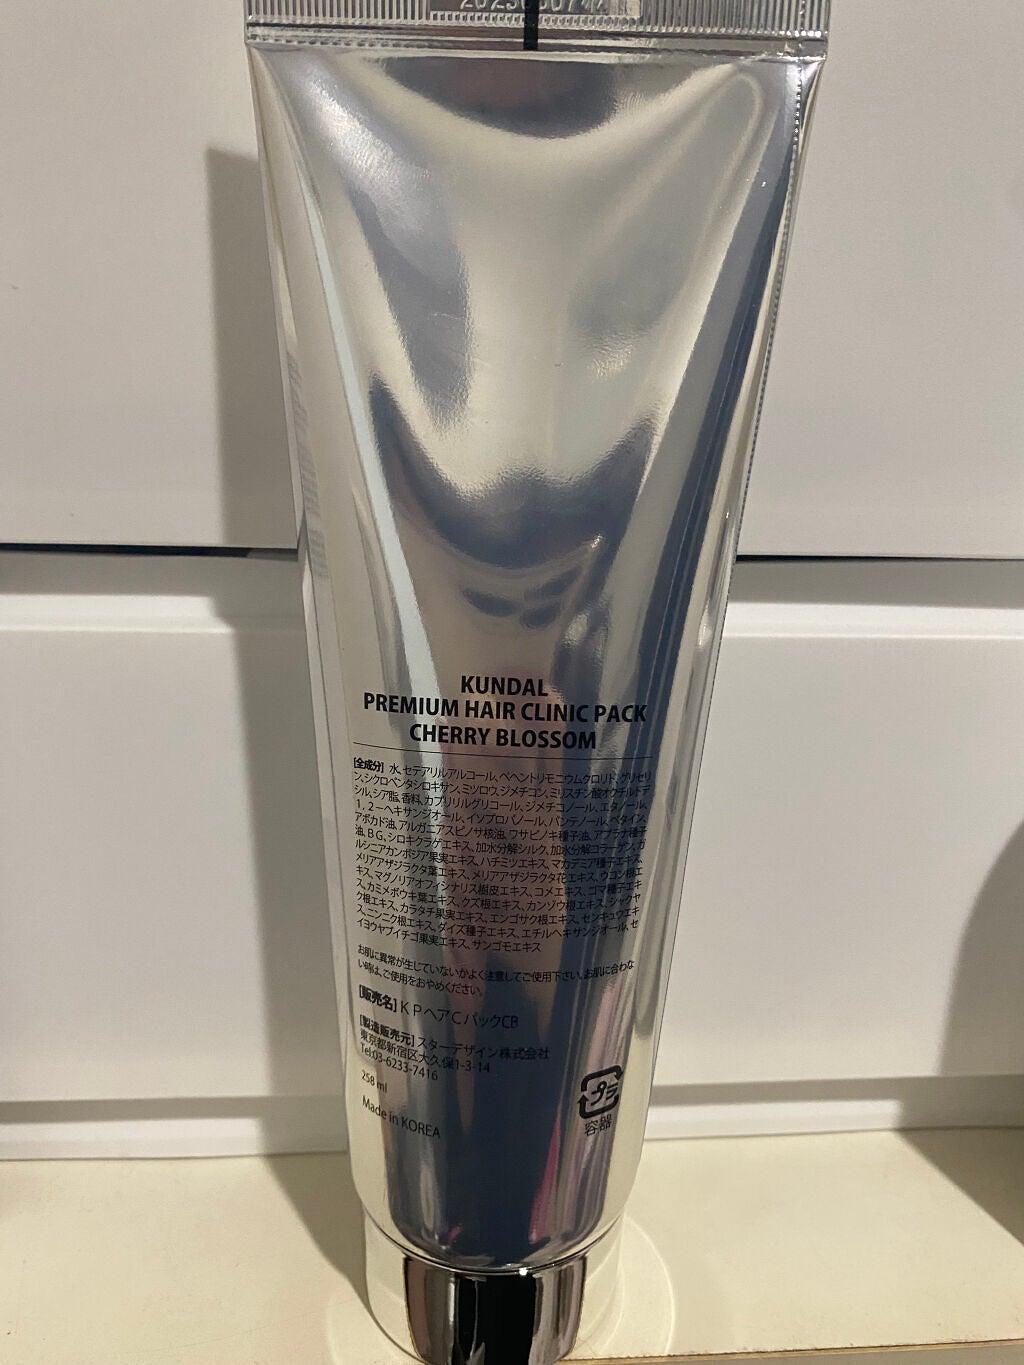 KUNDAL
PREMIUM HAIR CLINIC PACK
CHERRY BLOSSOM
[全成分] 水、セテアリルアルコール、ベヘントリモニウムクロリド、グリセリ
ン、シクロペンタシロキサン、ミツロウ、ジメチコン、ミリスチン酸オクチルドデ
シル、シア脂、香料、カプリリルグリコール、ジメチコノール、エタノール、
1,2-ヘキサンジオール、イソプロパノール、パンテノール、ベタイン、
アボカド油、アルガニアスピノサ核油、ワサビノキ種子油、アブラナ種子
油、BG、シロキクラゲエキス、加水分解シルク、加水分解コラーゲン、ガ
ルシニアカンボジア果実エキス、ハチミツエキス、マカデミア種子エキス、
メリアアザジラクタ葉エキス、メリアアザジラクタ花エキス、ウコン根エ
キス、マグノリアオフィシナリス樹皮エキス、コメエキス、ゴマ種子エキ
ス、カミメボウキ葉エキス、クズ根エキス、カンゾウ根エキス、シャクヤ
ク根エキス、カラタチ果実エキス、エンゴサク根エキス、センキュウエキ
ス、ニンニク根エキス、ダイズ種子エキス、エチルヘキサンジオール、セ
イヨウヤブイチゴ果実エキス、サンゴモエキス
お肌に異常が生じていないかよく注意してご使用下さい。お肌に合わな
い時は、ご使用をおやめください。
[販売名] KPヘアCパックCB
[製造販売元] スターデザイン株式会社
東京都新宿区大久保1-3-14
Tel:03-6233-7416
258 ml
Made in KOREA
プラ
容器